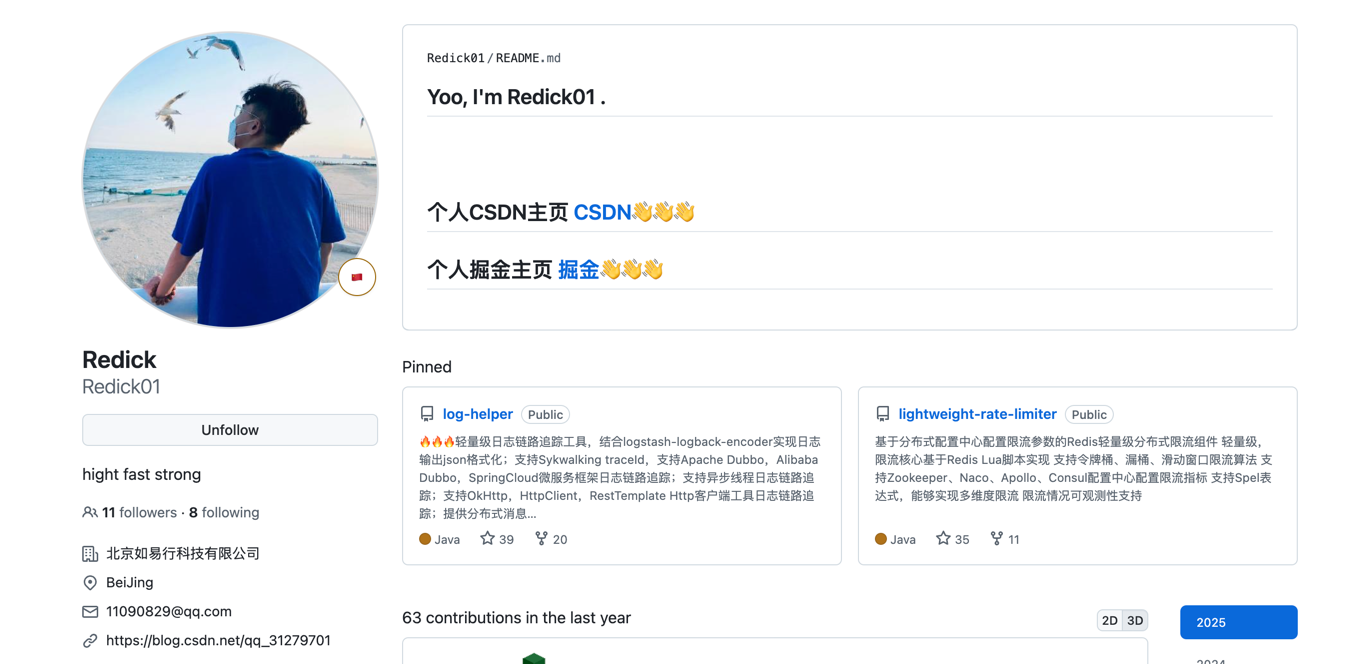 Redick01/README.md
Yoo, I'm Redick01 .
个人CSDN主页 CSDN👋👋👋
个人掘金主页 掘金👋👋👋
Redick
Redick01
Unfollow
hight fast strong
11 followers · 8 following
北京如易行科技有限公司
BeiJing
11090829@qq.com
https://blog.csdn.net/qq_31279701
Pinned
log-helper Public
🔥🔥🔥轻量级日志链路追踪工具，结合logstash-logback-encoder实现日志
输出json格式化；支持Sykwalking traceId，支持Apache Dubbo，Alibaba
Dubbo，SpringCloud微服务框架日志链路追踪；支持异步线程日志链路追
踪；支持OkHttp，HttpClient，RestTemplate Http客户端工具日志链路追
踪；提供分布式消息...
Java 39 20
lightweight-rate-limiter Public
基于分布式配置中心配置限流参数的Redis轻量级分布式限流组件 轻量级，
限流核心基于Redis Lua脚本实现 支持令牌桶、漏桶、滑动窗口限流算法 支
持Zookeeper、Naco、Apollo、Consul配置中心配置限流指标 支持Spel表
达式，能够实现多维度限流 限流情况可观测性支持
Java 35 11
63 contributions in the last year
2D 3D
2025
2024